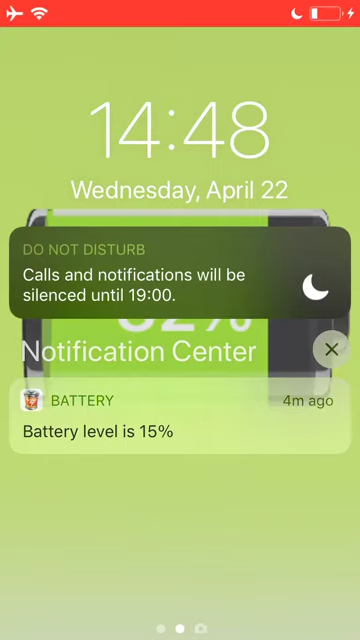 14:48
Wednesday, April 22
DO NOT DISTURB
Calls and notifications will be
silenced until 19:00.
Notification Center
BATTERY
4m ago
Battery level is 15%